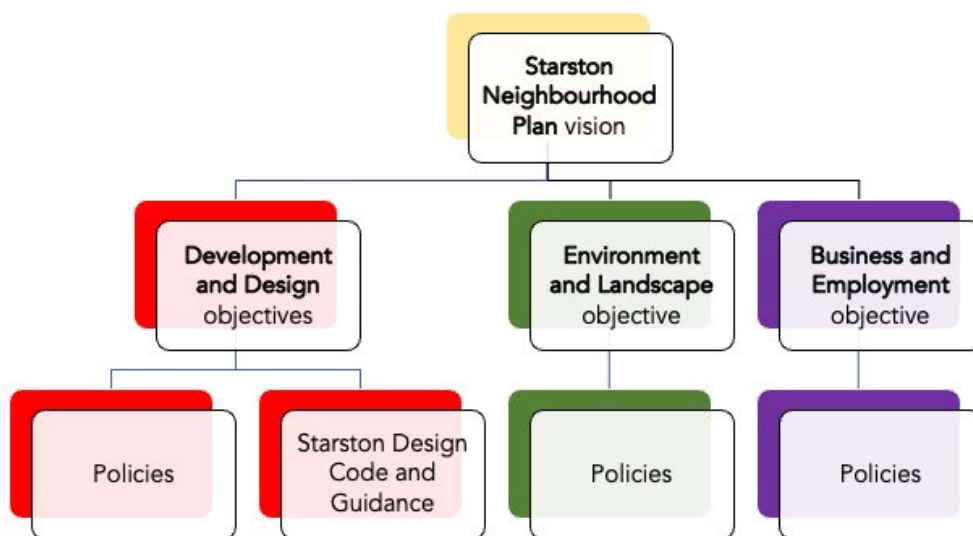 Starston
Neighbourhood
Plan vision
Development
and Design
objectives
Environment
and Landscape
objective
Business and
Employment
objective
Policies
Starston Design
Code and
Guidance
Policies
Policies